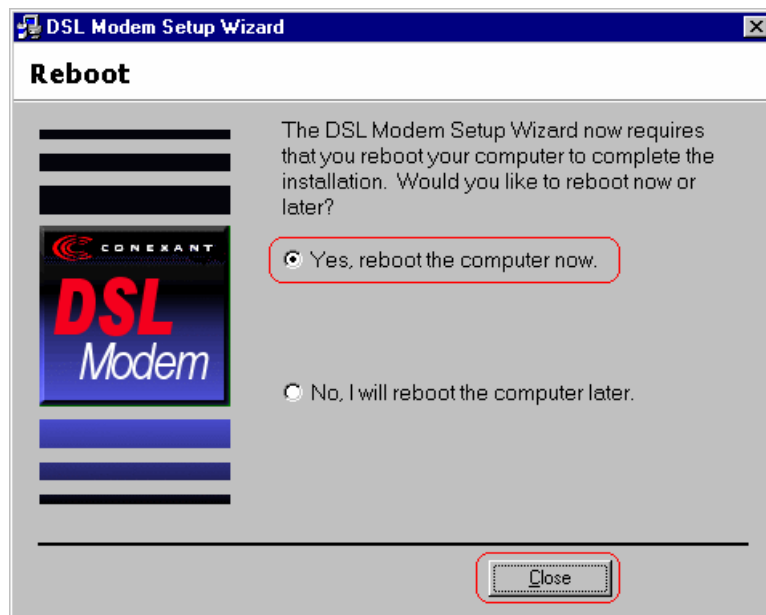 DSL Modem Setup Wizard
Reboot
The DSL Modem Setup Wizard now requires
that you reboot your computer to complete the
installation. Would you like to reboot now or
later?
CONEXANT
DSL
Modem
Yes, reboot the computer now.
No, I will reboot the computer later.
Close